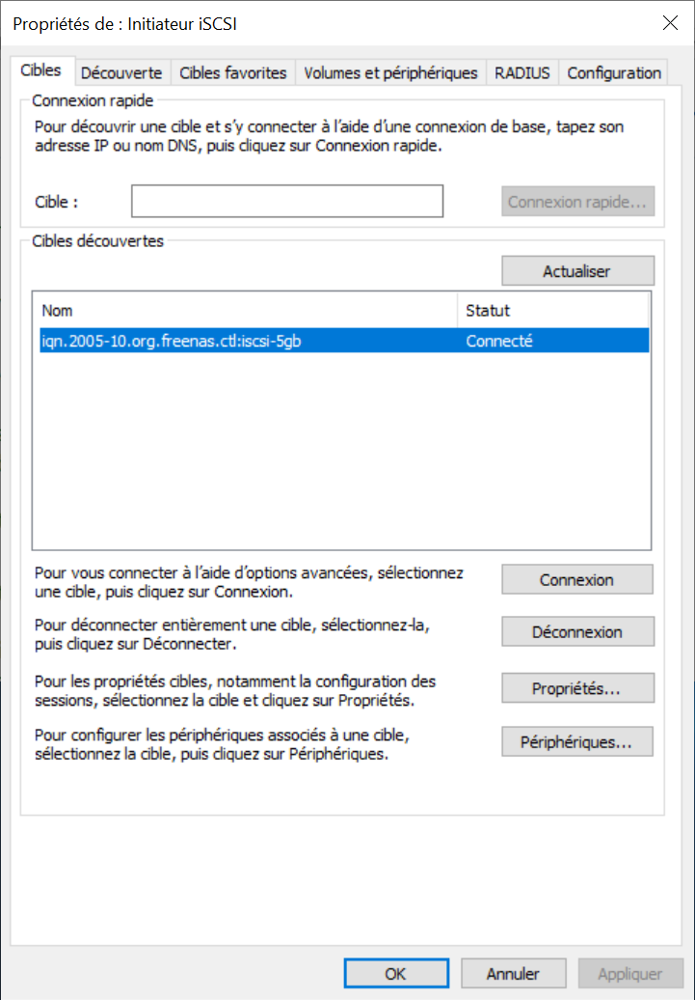 Propriétés de : Initiateur iSCSI
Cibles Découverte Cibles favorites Volumes et périphériques RADIUS Configuration
Connexion rapide
Pour découvrir une cible et s’y connecter à l’aide d’une connexion de base, tapez son
adresse IP ou nom DNS, puis cliquez sur Connexion rapide.
Cible : Connexion rapide...
Cibles découvertes
Actualiser
Nom Statut
iqn.2005-10.org.freenas.ctl:iscsi-5gb Connecté
Pour vous connecter à l’aide d’options avancées, sélectionnez
une cible, puis cliquez sur Connexion.
Connexion
Pour déconnecter entièrement une cible, sélectionnez-la,
puis cliquez sur Déconnecter.
Déconnexion
Pour les propriétés cibles, notamment la configuration des
sessions, sélectionnez la cible et cliquez sur Propriétés.
Propriétés...
Pour configurer les périphériques associés à une cible,
sélectionnez la cible, puis cliquez sur Périphériques.
Périphériques...
OK Annuler Appliquer